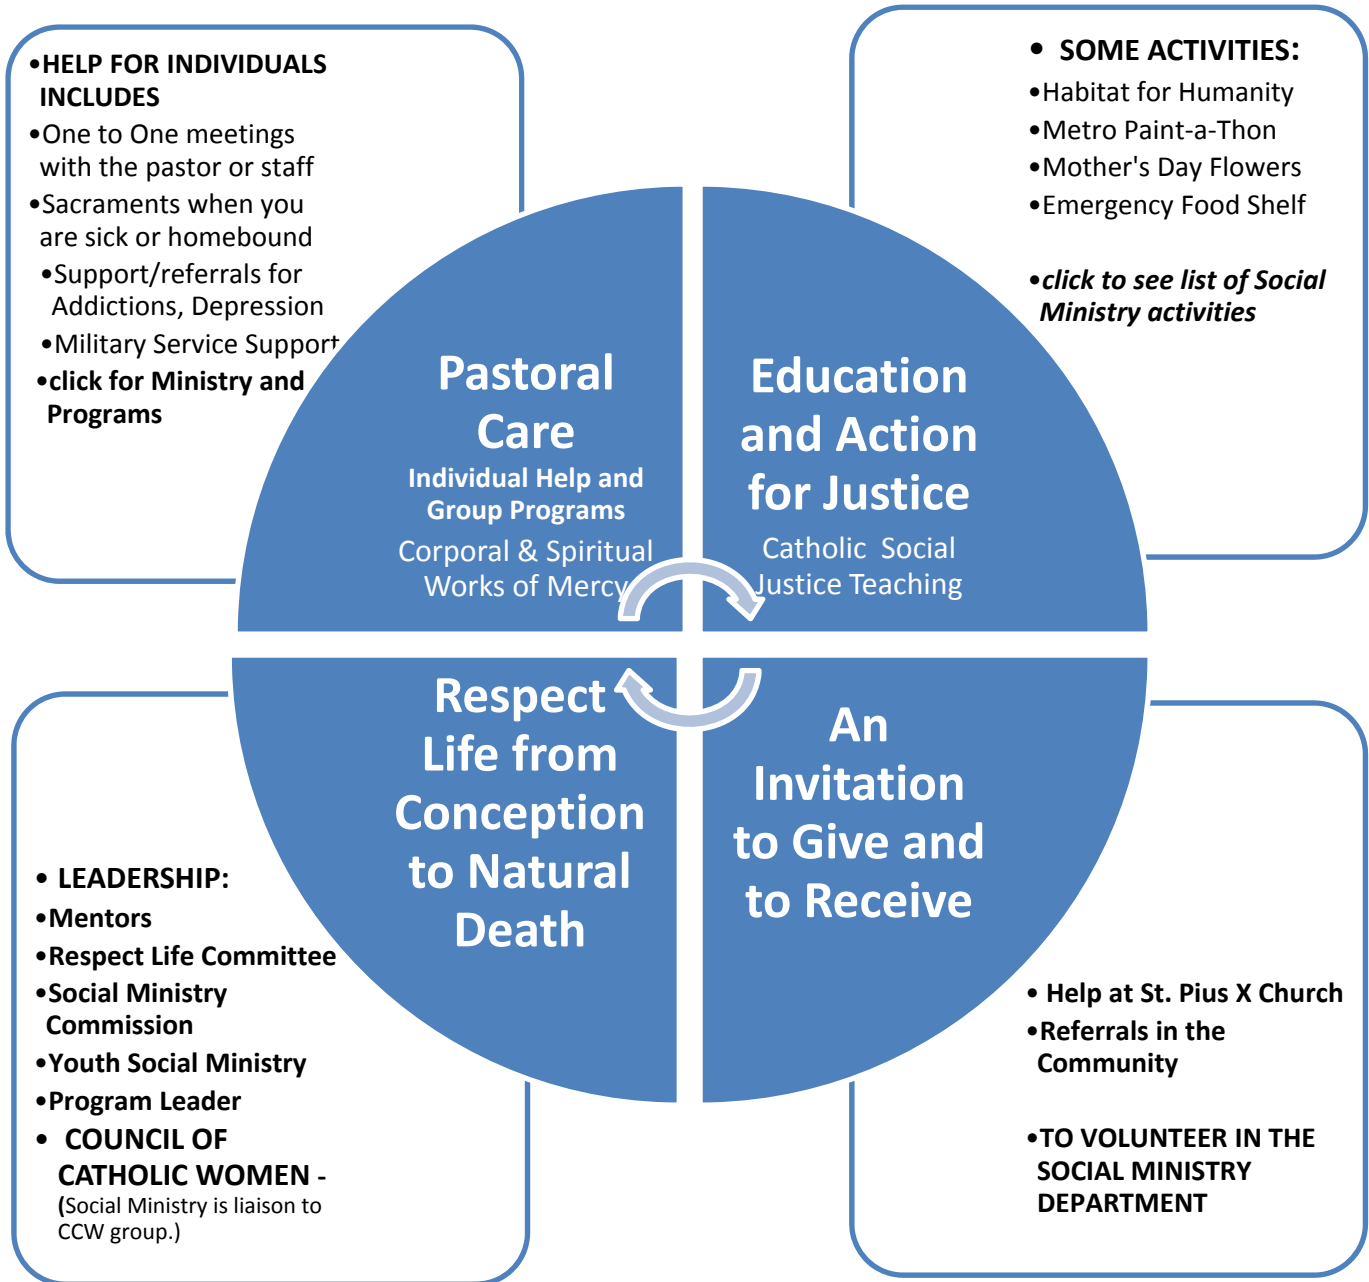 •HELP FOR INDIVIDUALS
INCLUDES
•One to One meetings
with the pastor or staff
•Sacraments when you
are sick or homebound
•Support/referrals for
Addictions, Depression
•Military Service Support
•click for Ministry and
Programs
• SOME ACTIVITIES:
•Habitat for Humanity
•Metro Paint-a-Thon
•Mother's Day Flowers
•Emergency Food Shelf
•click to see list of Social
Ministry activities
Pastoral
Care
Individual Help and
Group Programs
Corporal & Spiritual
Works of Mercy
Education
and Action
for Justice
Catholic Social
Justice Teaching
Respect
Life from
Conception
to Natural
Death
An
Invitation
to Give and
to Receive
• LEADERSHIP:
•Mentors
•Respect Life Committee
•Social Ministry
Commission
•Youth Social Ministry
•Program Leader
• COUNCIL OF
CATHOLIC WOMEN -
(Social Ministry is liaison to
CCW group.)
• Help at St. Pius X Church
•Referrals in the
Community
•TO VOLUNTEER IN THE
SOCIAL MINISTRY
DEPARTMENT